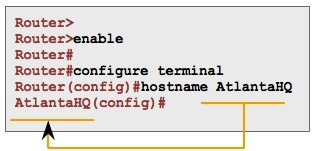 Router>
Router>enable
Router#
Router#configure terminal
Router(config)#hostname AtlantaHQ
AtlantaHQ(config)#